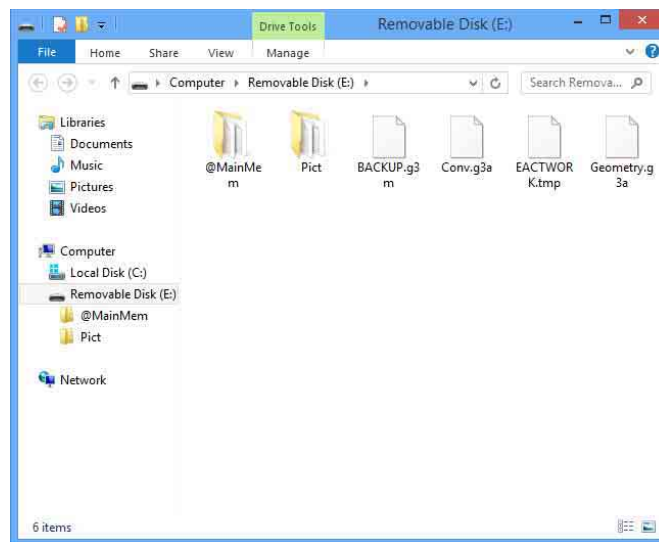 Drive Tools
Removable Disk (E:)
File
Home
Share
View
Manage
Computer
Removable Disk (E:)
Search Remova...
Libraries
Documents
Music
Pictures
Videos
Computer
Local Disk (C:)
Removable Disk (E:)
@MainMem
Pict
Network
@MainMe
m
Pict
BACKUP.g3
m
Conv.g3a
EACTWOR
K.tmp
Geometry.g
3a
6 items